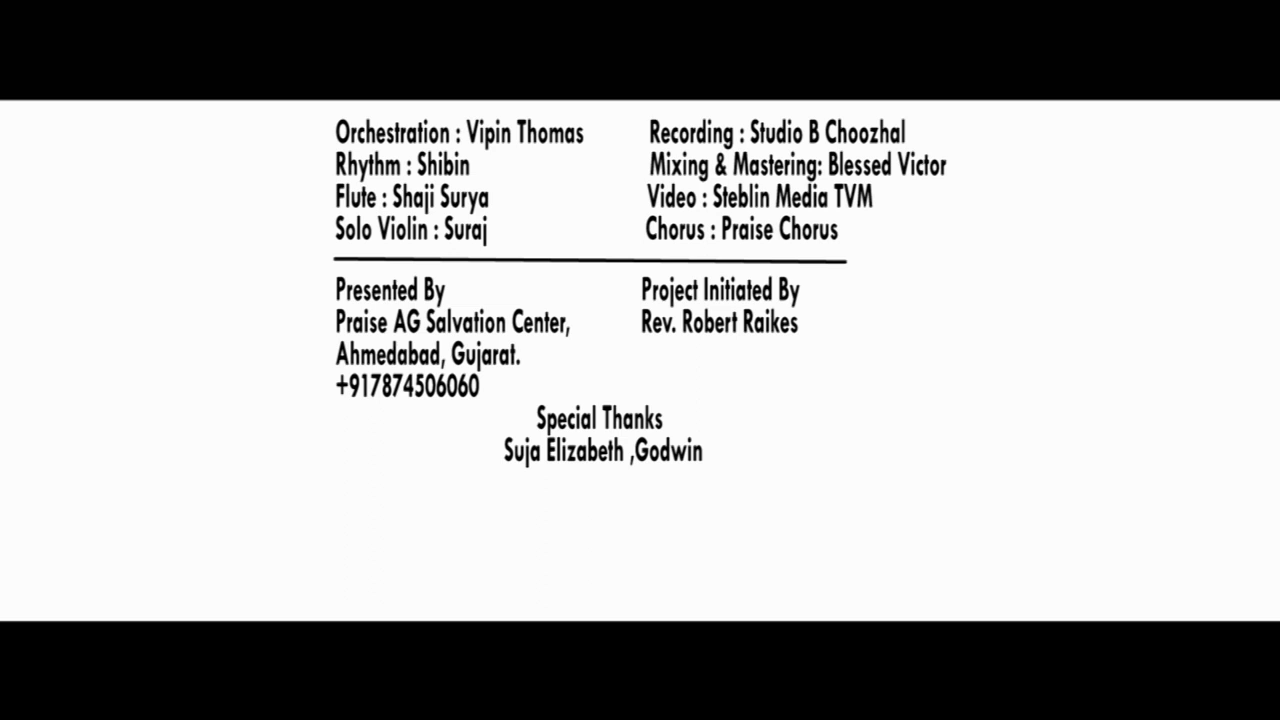 Orchestration : Vipin Thomas
Rhythm : Shibin
Flute : Shaji Surya
Solo Violin : Suraj
Recording : Studio B Choozhal
Mixing & Mastering: Blessed Victor
Video : Steblin Media TVM
Chorus : Praise Chorus
Presented By
Praise AG Salvation Center,
Ahmedabad, Gujarat.
+917874506060
Project Initiated By
Rev. Robert Raikes
Special Thanks
Suja Elizabeth ,Godwin